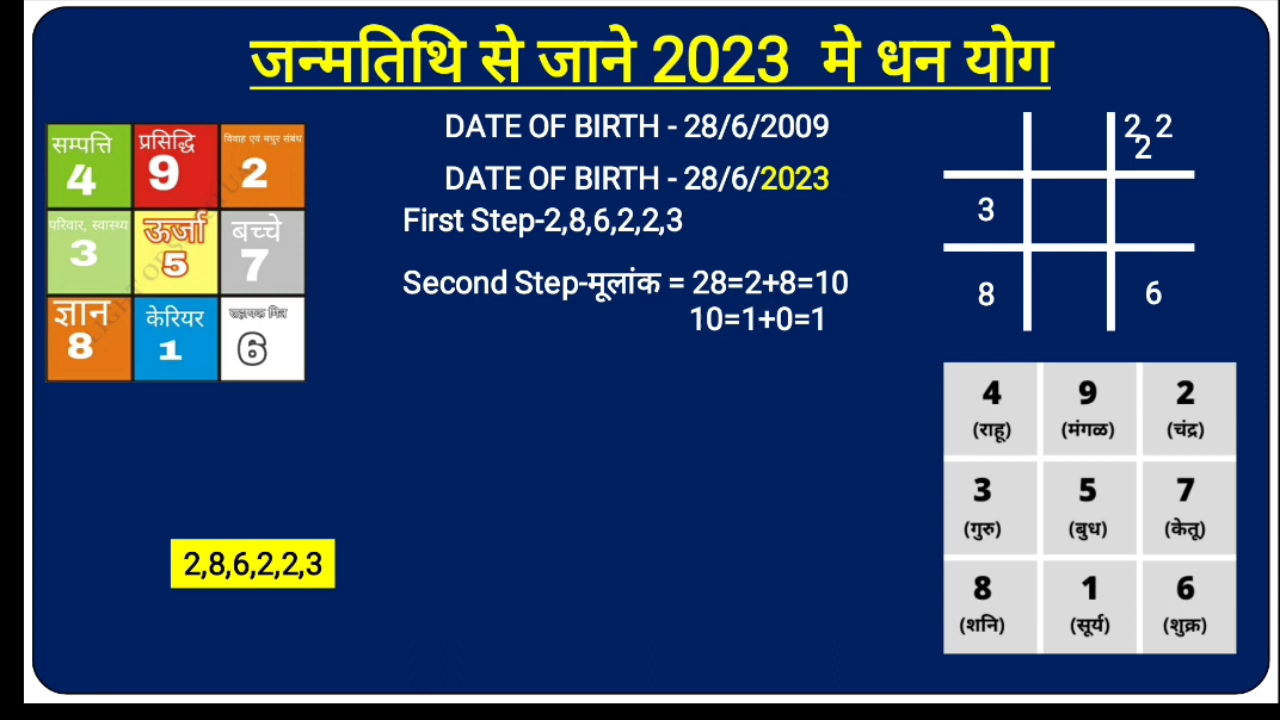 जन्मतिथि से जाने 2023 मे धन योग
DATE OF BIRTH - 28/6/2009
DATE OF BIRTH - 28/6/2023
First Step-2,8,6,2,2,3
Second Step-मूलांक = 28=2+8=10
10=1+0=1
सम्पत्ति प्रसिद्धि विवाह एवं मधुर संबंध
4 9 2
परिवार, स्वास्थ्य ऊर्जा बच्चे
3 5 7
ज्ञान केरियर
8 1 6
2,8,6,2,2,3
2, 2
2
3
8 6
4 9 2
(राहू) (मंगळ) (चंद्र)
3 5 7
(गुरु) (बुध) (केतू)
8 1 6
(शनि) (सूर्य) (शुक्र)